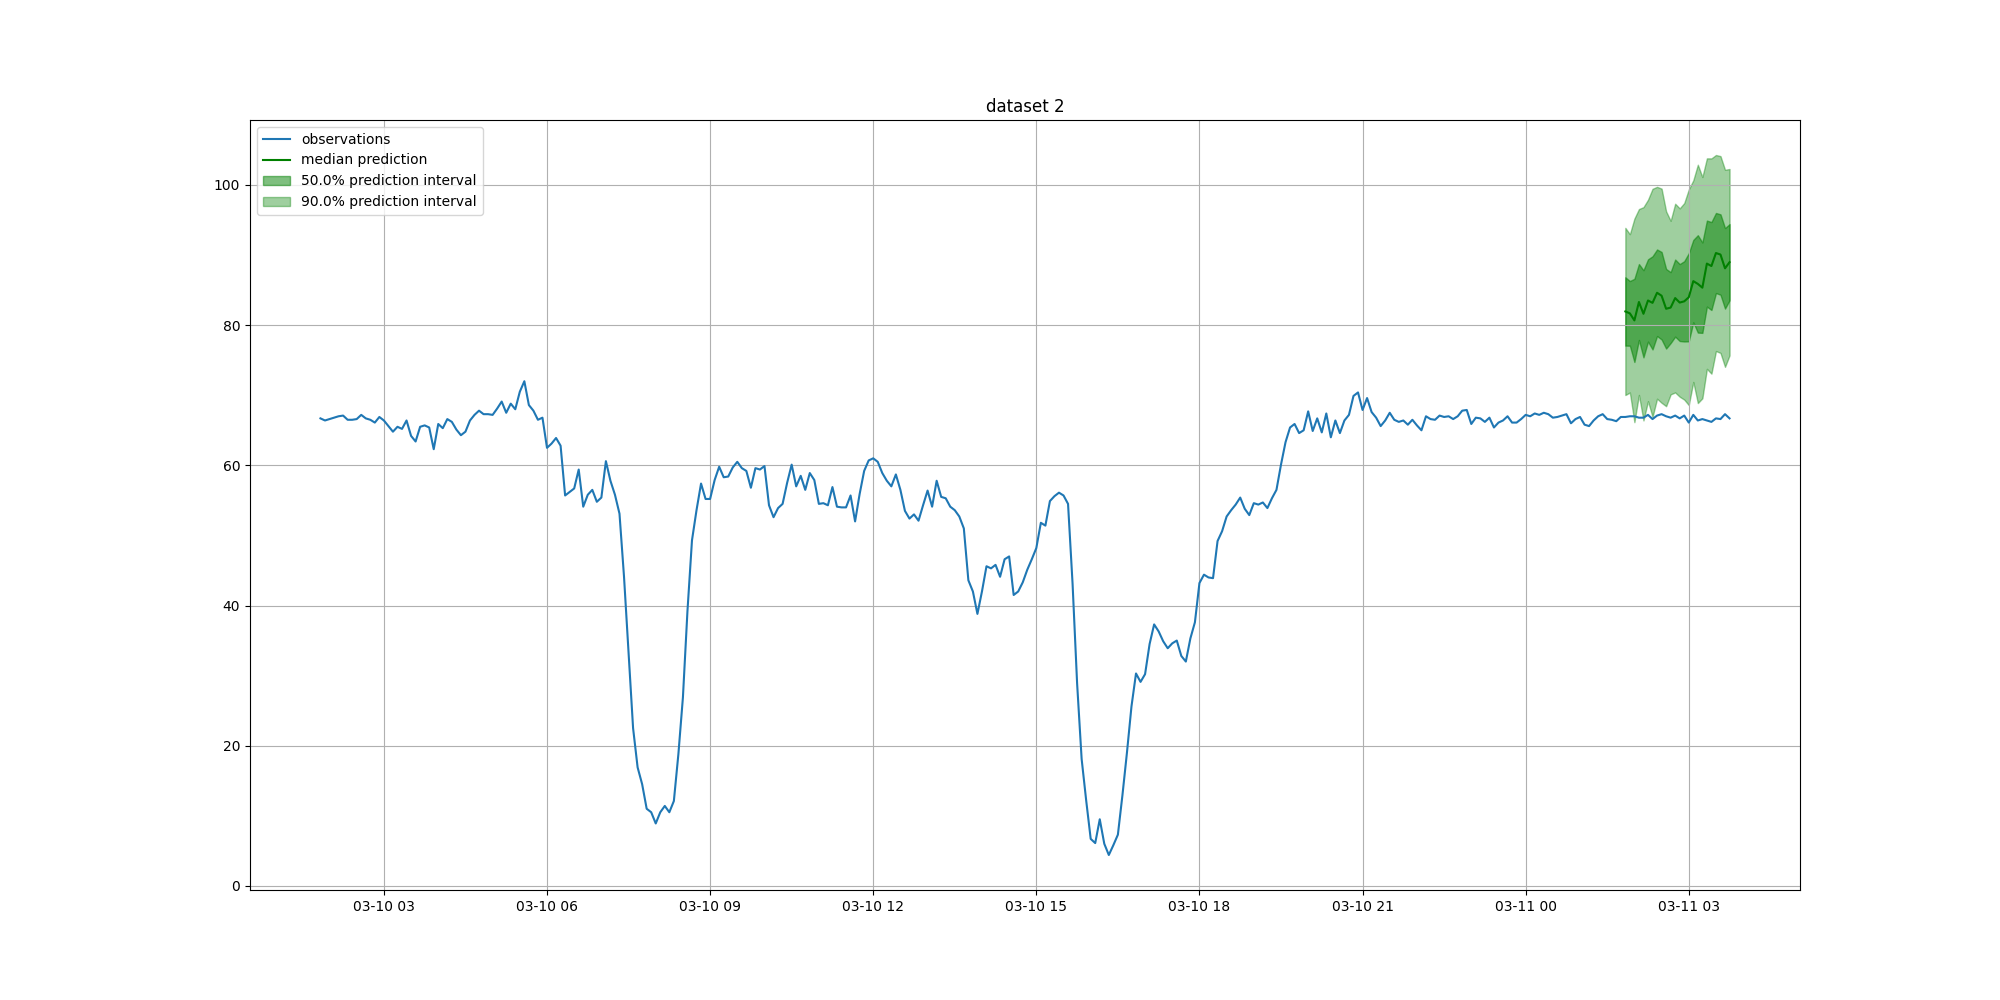 dataset 2
observations
median prediction
50.0% prediction interval
90.0% prediction interval
100
80
60
40
20
0
03-10 03 03-10 06 03-10 09 03-10 12 03-10 15 03-10 18 03-10 21 03-11 00 03-11 03